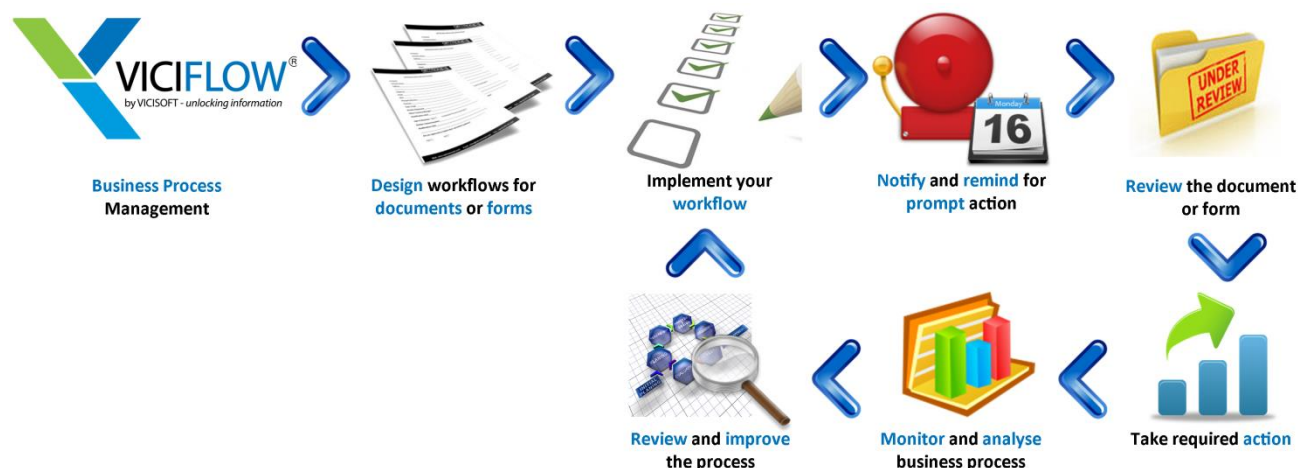 VICIFLOW®
by VICISOFT - unlocking information
Business Process
Management
Design workflows for
documents or forms
Implement your
workflow
Monday
16
Notify and remind for
prompt action
UNDER
REVIEW
Review the document
or form
Take required action
Monitor and analyse
business process
Review and improve
the process